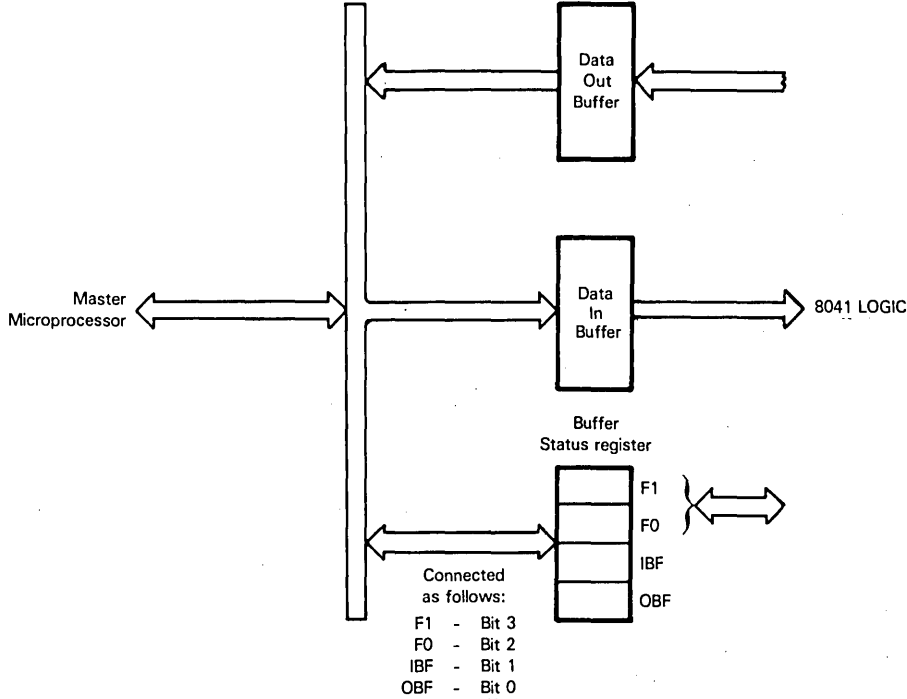 Data
Out
Buffer
Master
Microprocessor
Data
In
Buffer
8041 LOGIC
Buffer
Status register
F1
F0
IBF
OBF
Connected
as follows:
F1 - Bit 3
F0 - Bit 2
IBF - Bit 1
OBF - Bit 0